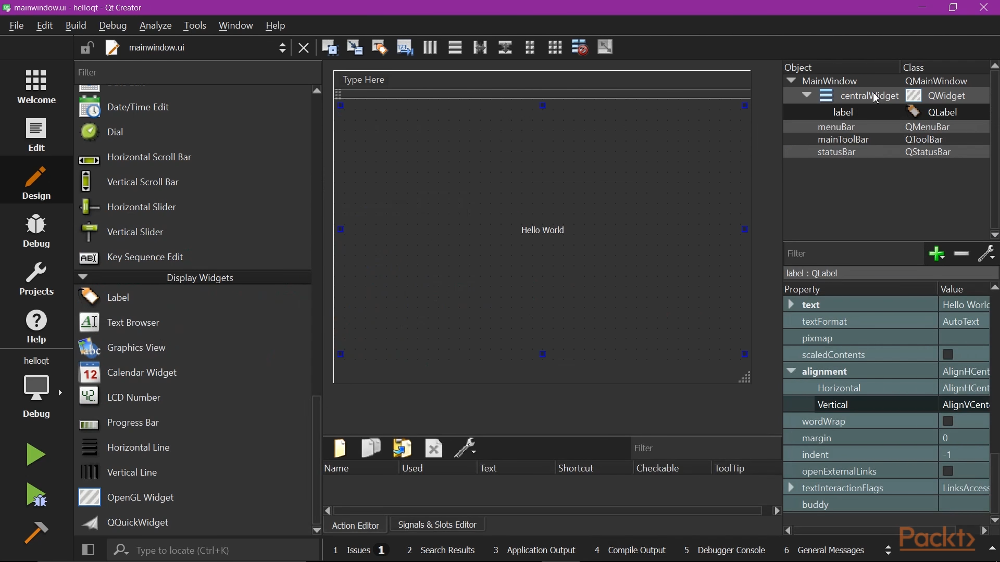 mainwindow.ui - helloqt - Qt Creator
File Edit Build Debug Analyze Tools Window Help
mainwindow.ui
Welcome
Edit
Design
Debug
Projects
Help
helloqt
Debug
Filter
Date/Time Edit
Dial
Horizontal Scroll Bar
Vertical Scroll Bar
Horizontal Slider
Vertical Slider
Key Sequence Edit
Display Widgets
Label
Text Browser
Graphics View
Calendar Widget
LCD Number
Progress Bar
Horizontal Line
Vertical Line
OpenGL Widget
QQuickWidget
Type Here
Hello World
Filter
Name Used Text Shortcut Checkable ToolTip
Action Editor Signals & Slots Editor
Object Class
MainWindow QMainWindow
centralWidget QWidget
label QLabel
menuBar QMenuBar
mainToolBar QToolBar
statusBar QStatusBar
Filter
label : QLabel
Property Value
text Hello World
textFormat AutoText
pixmap
scaledContents
alignment AlignHCent
Horizontal AlignHCent
Vertical AlignVCent
wordWrap
margin 0
indent -1
openExternalLinks
textInteractionFlags LinksAccess
buddy
Packt>
Type to locate (Ctrl+K)
1 Issues 1 2 Search Results 3 Application Output 4 Compile Output 5 Debugger Console 6 General Messages